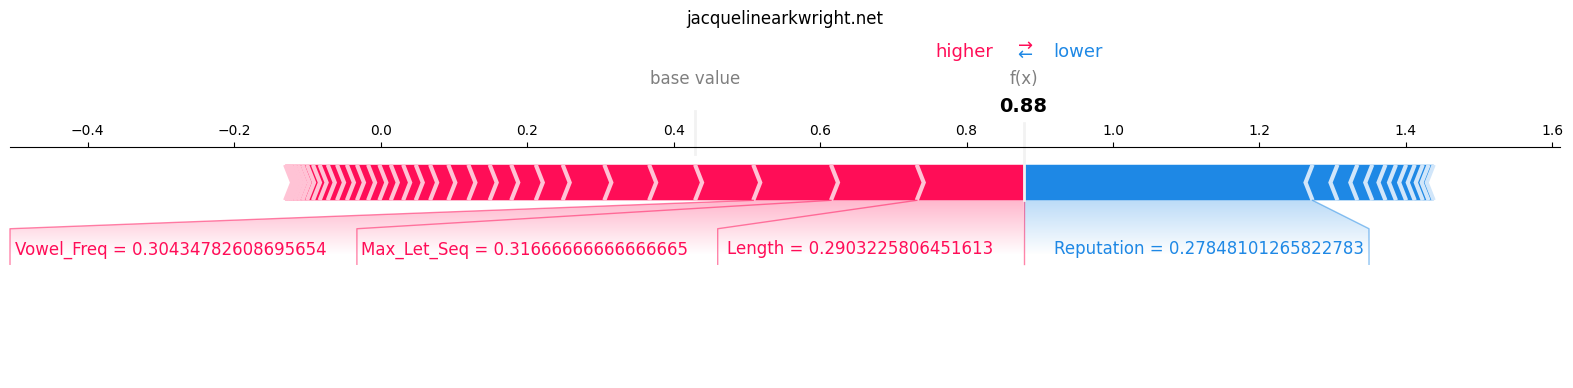 jacquelinearkwright.net
higher ⇄ lower
base value f(x)
0.88
−0.4 −0.2 0.0 0.2 0.4 0.6 0.8 1.0 1.2 1.4 1.6
Vowel_Freq = 0.30434782608695654 Max_Let_Seq = 0.31666666666666665 Length = 0.2903225806451613 Reputation = 0.27848101265822783